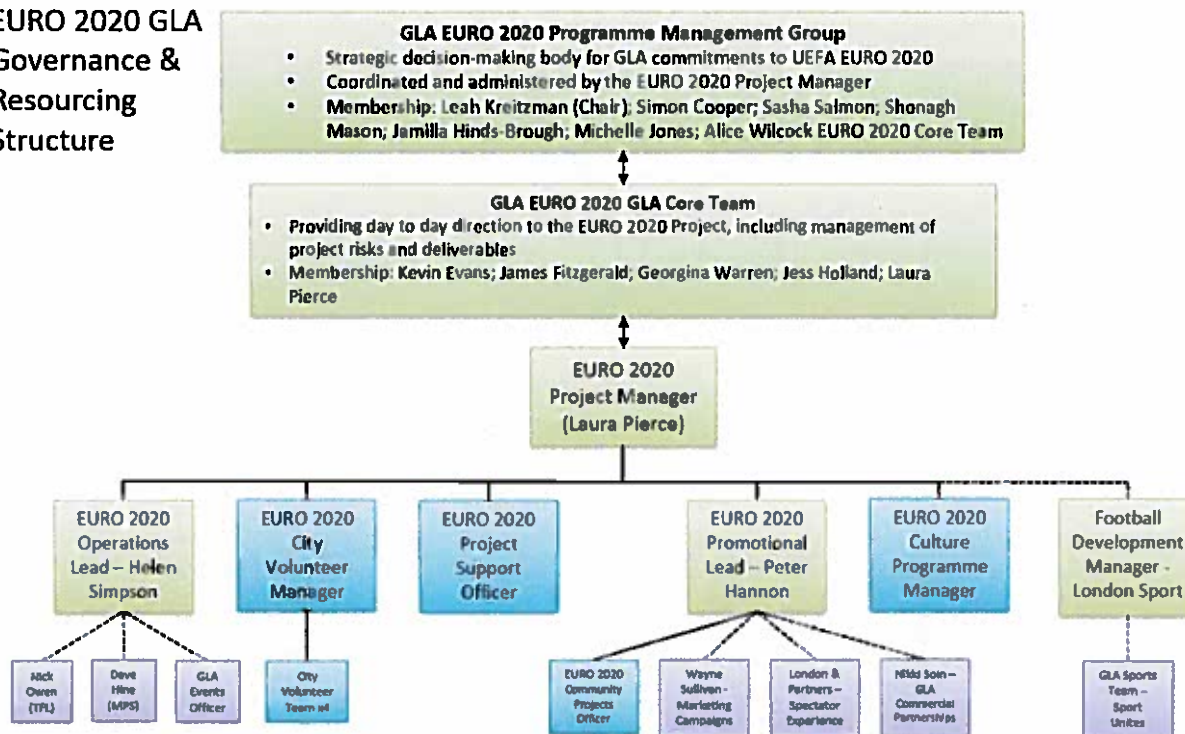 EURO 2020 GLA
Governance &
Resourcing
Structure
GLA EURO 2020 Programme Management Group
• Strategic decision-making body for GLA commitments to UEFA EURO 2020
• Coordinated and administered by the EURO 2020 Project Manager
• Membership: Leah Kreitzman (Chair); Simon Cooper; Sasha Salmon; Shonagh
Mason; Jamilla Hinds-Brough; Michelle Jones; Alice Wilcock EURO 2020 Core Team
GLA EURO 2020 GLA Core Team
• Providing day to day direction to the EURO 2020 Project, including management of
project risks and deliverables
• Membership: Kevin Evans; James Fitzgerald; Georgina Warren; Jess Holland; Laura
Pierce
EURO 2020
Project Manager
(Laura Pierce)
EURO 2020
Operations
Lead – Helen
Simpson
EURO 2020
City
Volunteer
Manager
EURO 2020
Project
Support
Officer
EURO 2020
Promotional
Lead – Peter
Hannon
EURO 2020
Culture
Programme
Manager
Football
Development
Manager -
London Sport
Nick
Owen
(TFL)
Dave
Hine
(MPS)
GLA
Events
Officer
City
Volunteer
Team x4
EURO 2020
Community
Projects
Officer
Wayne
Sullivan -
Marketing
Campaigns
London &
Partners –
Spectator
Experience
Nikki Soin –
GLA
Commercial
Partnerships
GLA Sports
Team –
Sport
Unites